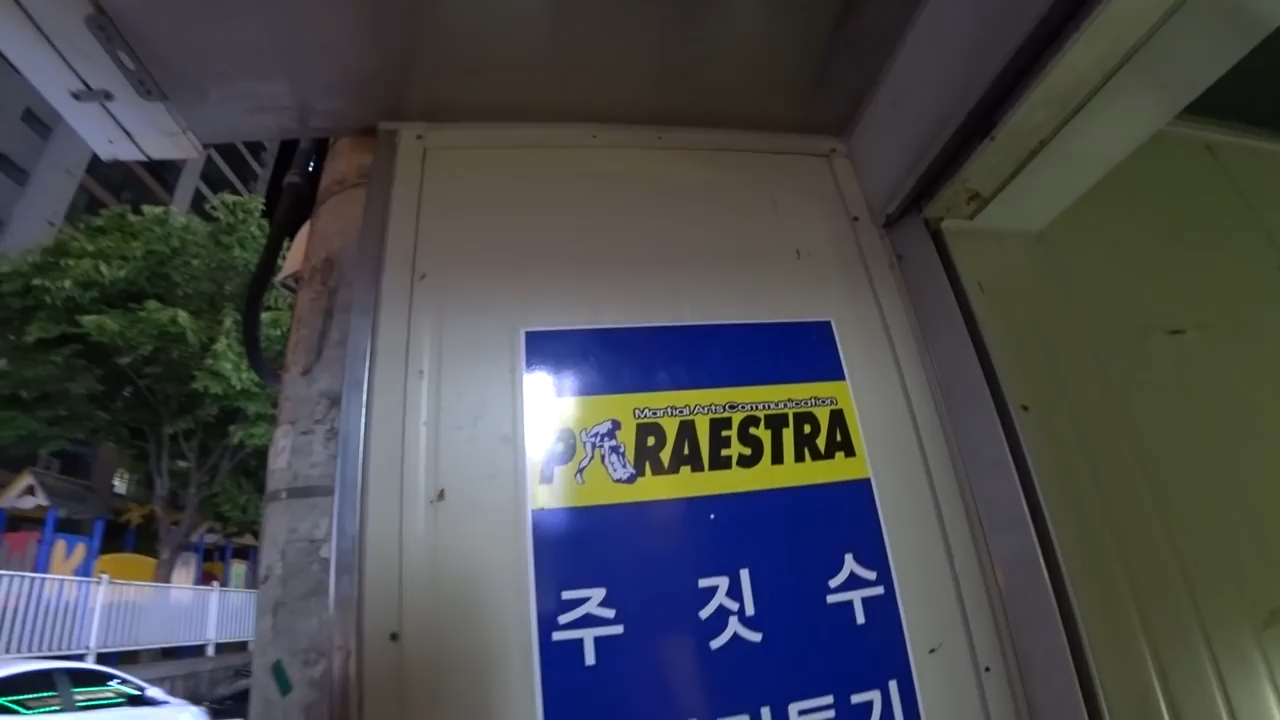 Martial Arts Communication
PARAESTRA
주 짓 수